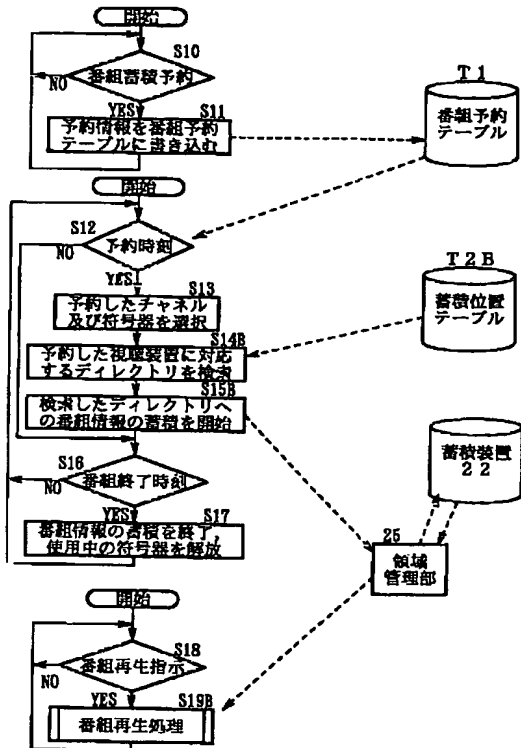 開始
S10
番組蓄積予約
NO
YES
S11
予約情報を番組予約
テーブルに書き込む
T1
番組予約
テーブル
開始
S12
予約時刻
NO
YES
S13
予約したチャネル
及び符号器を選択
T2B
蓄積位置
テーブル
S14B
予約した視聴装置に対応
するディレクトリを検索
S15B
検索したディレクトリへ
の番組情報の蓄積を開始
S16
番組終了時刻
NO
YES
S17
番組情報の蓄積を終了,
使用中の符号器を解放
蓄積装置
22
25
領域
管理部
開始
S18
番組再生指示
NO
YES
S19B
番組再生処理